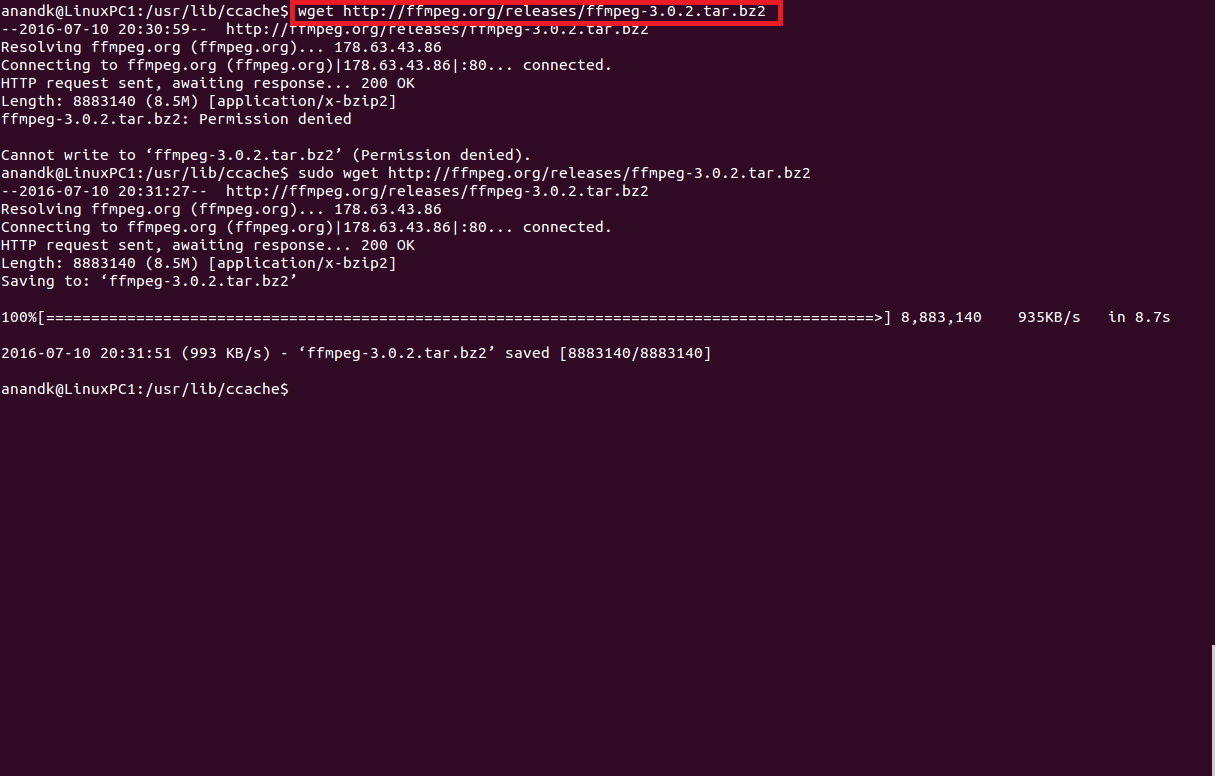 anandk@LinuxPC1:/usr/lib/ccache$ wget http://ffmpeg.org/releases/ffmpeg-3.0.2.tar.bz2
--2016-07-10 20:30:59--  http://ffmpeg.org/releases/ffmpeg-3.0.2.tar.bz2
Resolving ffmpeg.org (ffmpeg.org)... 178.63.43.86
Connecting to ffmpeg.org (ffmpeg.org)|178.63.43.86|:80... connected.
HTTP request sent, awaiting response... 200 OK
Length: 8883140 (8.5M) [application/x-bzip2]
ffmpeg-3.0.2.tar.bz2: Permission denied
Cannot write to ‘ffmpeg-3.0.2.tar.bz2’ (Permission denied).
anandk@LinuxPC1:/usr/lib/ccache$ sudo wget http://ffmpeg.org/releases/ffmpeg-3.0.2.tar.bz2
--2016-07-10 20:31:27--  http://ffmpeg.org/releases/ffmpeg-3.0.2.tar.bz2
Resolving ffmpeg.org (ffmpeg.org)... 178.63.43.86
Connecting to ffmpeg.org (ffmpeg.org)|178.63.43.86|:80... connected.
HTTP request sent, awaiting response... 200 OK
Length: 8883140 (8.5M) [application/x-bzip2]
Saving to: ‘ffmpeg-3.0.2.tar.bz2’
100%[============================================================================================>] 8,883,140    935KB/s   in 8.7s
2016-07-10 20:31:51 (993 KB/s) - ‘ffmpeg-3.0.2.tar.bz2’ saved [8883140/8883140]
anandk@LinuxPC1:/usr/lib/ccache$